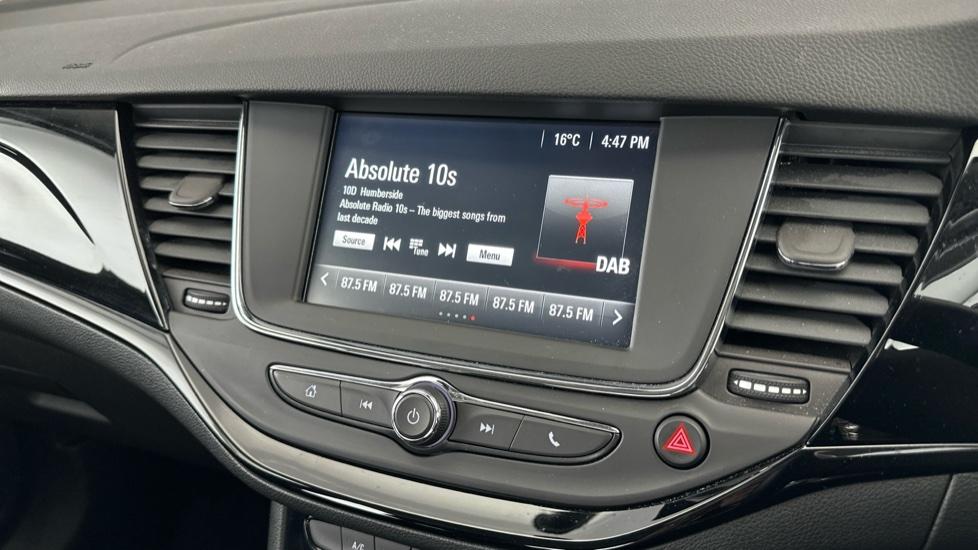 16°C 4:47 PM
Absolute 10s
10D Humberside
Absolute Radio 10s – The biggest songs from
last decade
Source Tune Menu
DAB
87.5 FM 87.5 FM 87.5 FM 87.5 FM 87.5 FM
A/C